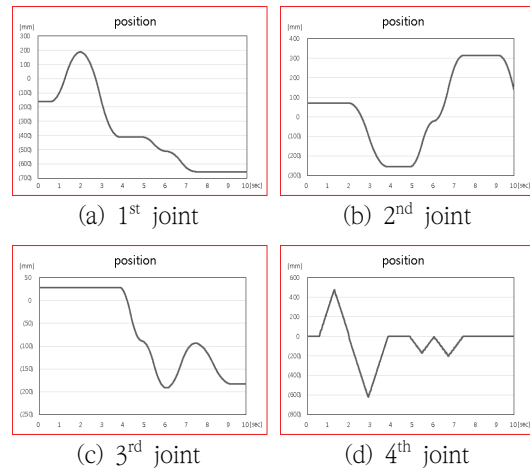 position
[mm]
300
200
100
0
(100)
(200)
(300)
(400)
(500)
(600)
(700)
0 1 2 3 4 5 6 7 8 9 10[sec]
(a) 1st joint
position
[mm]
400
300
200
100
0
(100)
(200)
(300)
0 1 2 3 4 5 6 7 8 9 10[sec]
(b) 2nd joint
position
[mm]
50
0
(50)
(100)
(150)
(200)
(250)
0 1 2 3 4 5 6 7 8 9 10[sec]
(c) 3rd joint
position
[mm]
600
400
200
0
(200)
(400)
(600)
(800)
0 1 2 3 4 5 6 7 8 9 10[sec]
(d) 4th joint